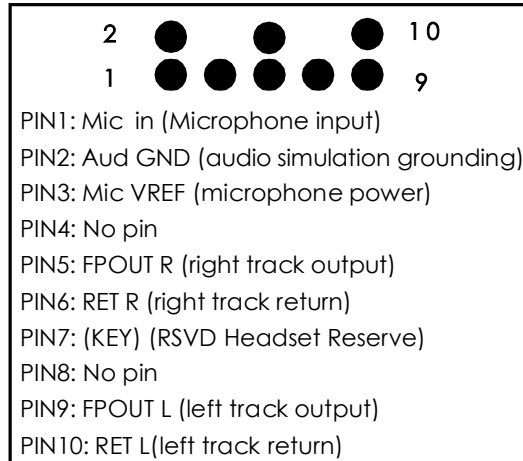 2 10
1 9
PIN1: Mic in (Microphone input)
PIN2: Aud GND (audio simulation grounding)
PIN3: Mic VREF (microphone power)
PIN4: No pin
PIN5: FPOUT R (right track output)
PIN6: RET R (right track return)
PIN7: (KEY) (RSVD Headset Reserve)
PIN8: No pin
PIN9: FPOUT L (left track output)
PIN10: RET L(left track return)